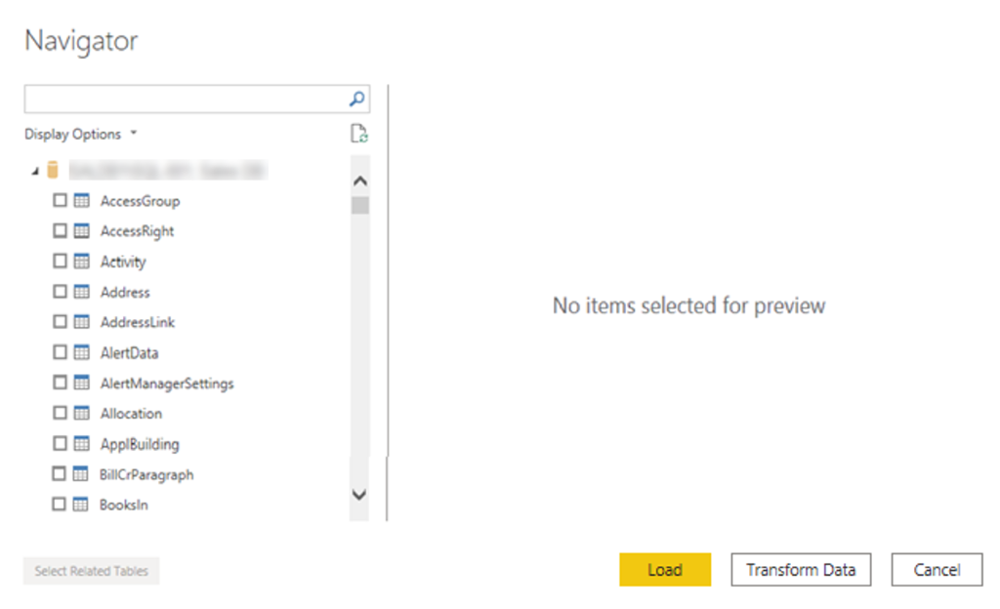 Navigator
Display Options
AccessGroup
AccessRight
Activity
Address
AddressLink
AlertData
AlertManagerSettings
Allocation
ApplBuilding
BillCrParagraph
BooksIn
No items selected for preview
Select Related Tables
Load
Transform Data
Cancel